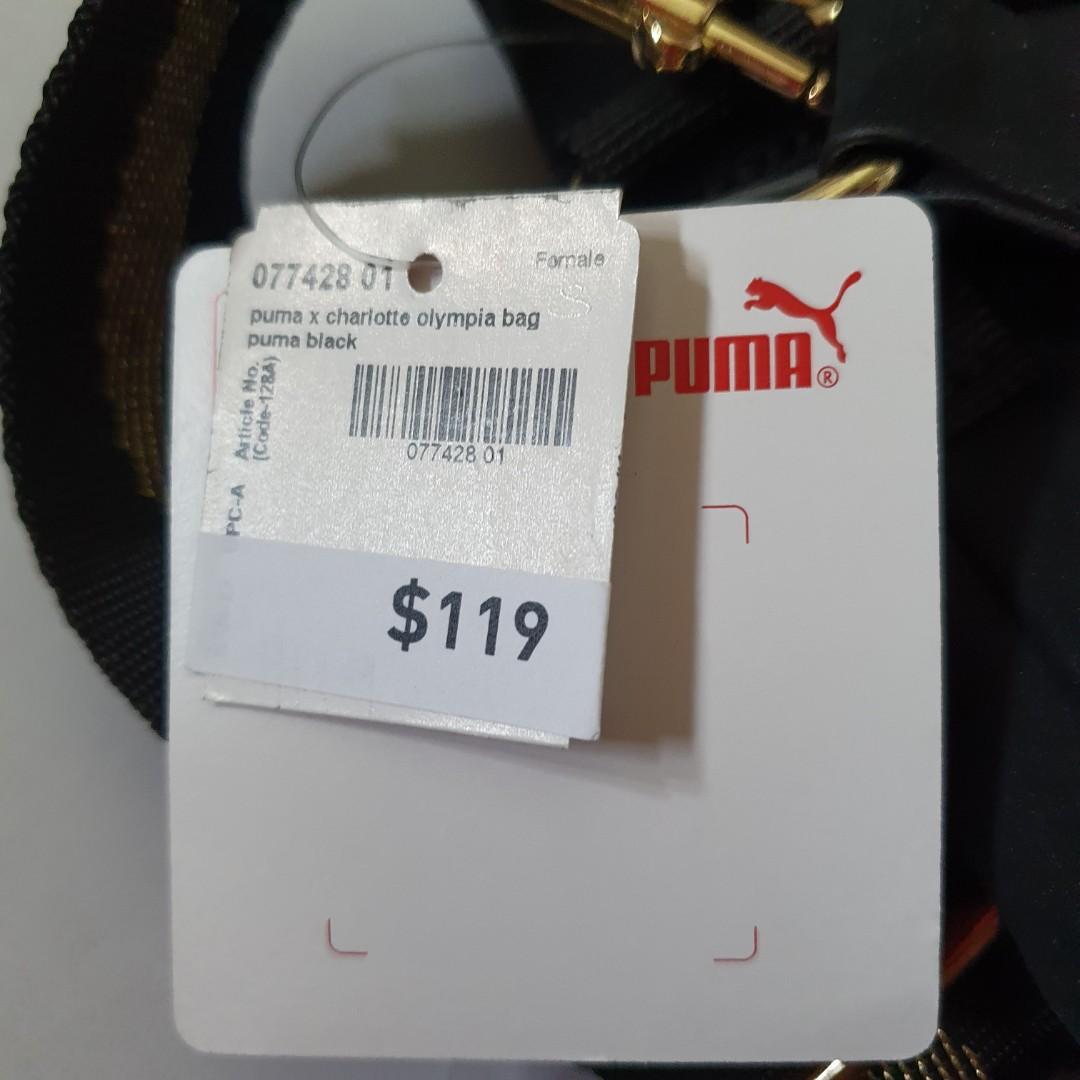 077428 01
Female
S
puma x charlotte olympia bag
puma black
Article No.
(Code-128A)
077428 01
PC-A
$119
PUMA®